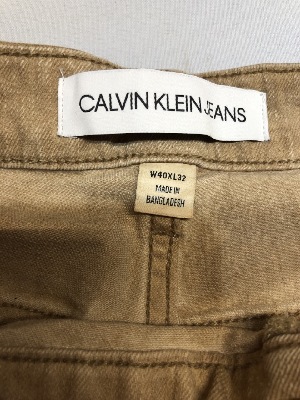 CALVIN KLEIN JEANS
W40XL32
MADE IN
BANGLADESH